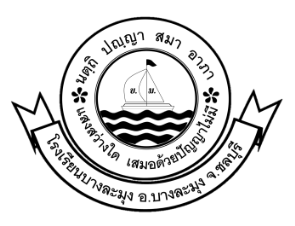 นตฺถิ ปญฺญา สมา อาภา
บ. ม.
แสงสว่างใด เสมอด้วยปัญญาไม่มี
โรงเรียนบางละมุง อ.บางละมุง จ.ชลบุรี